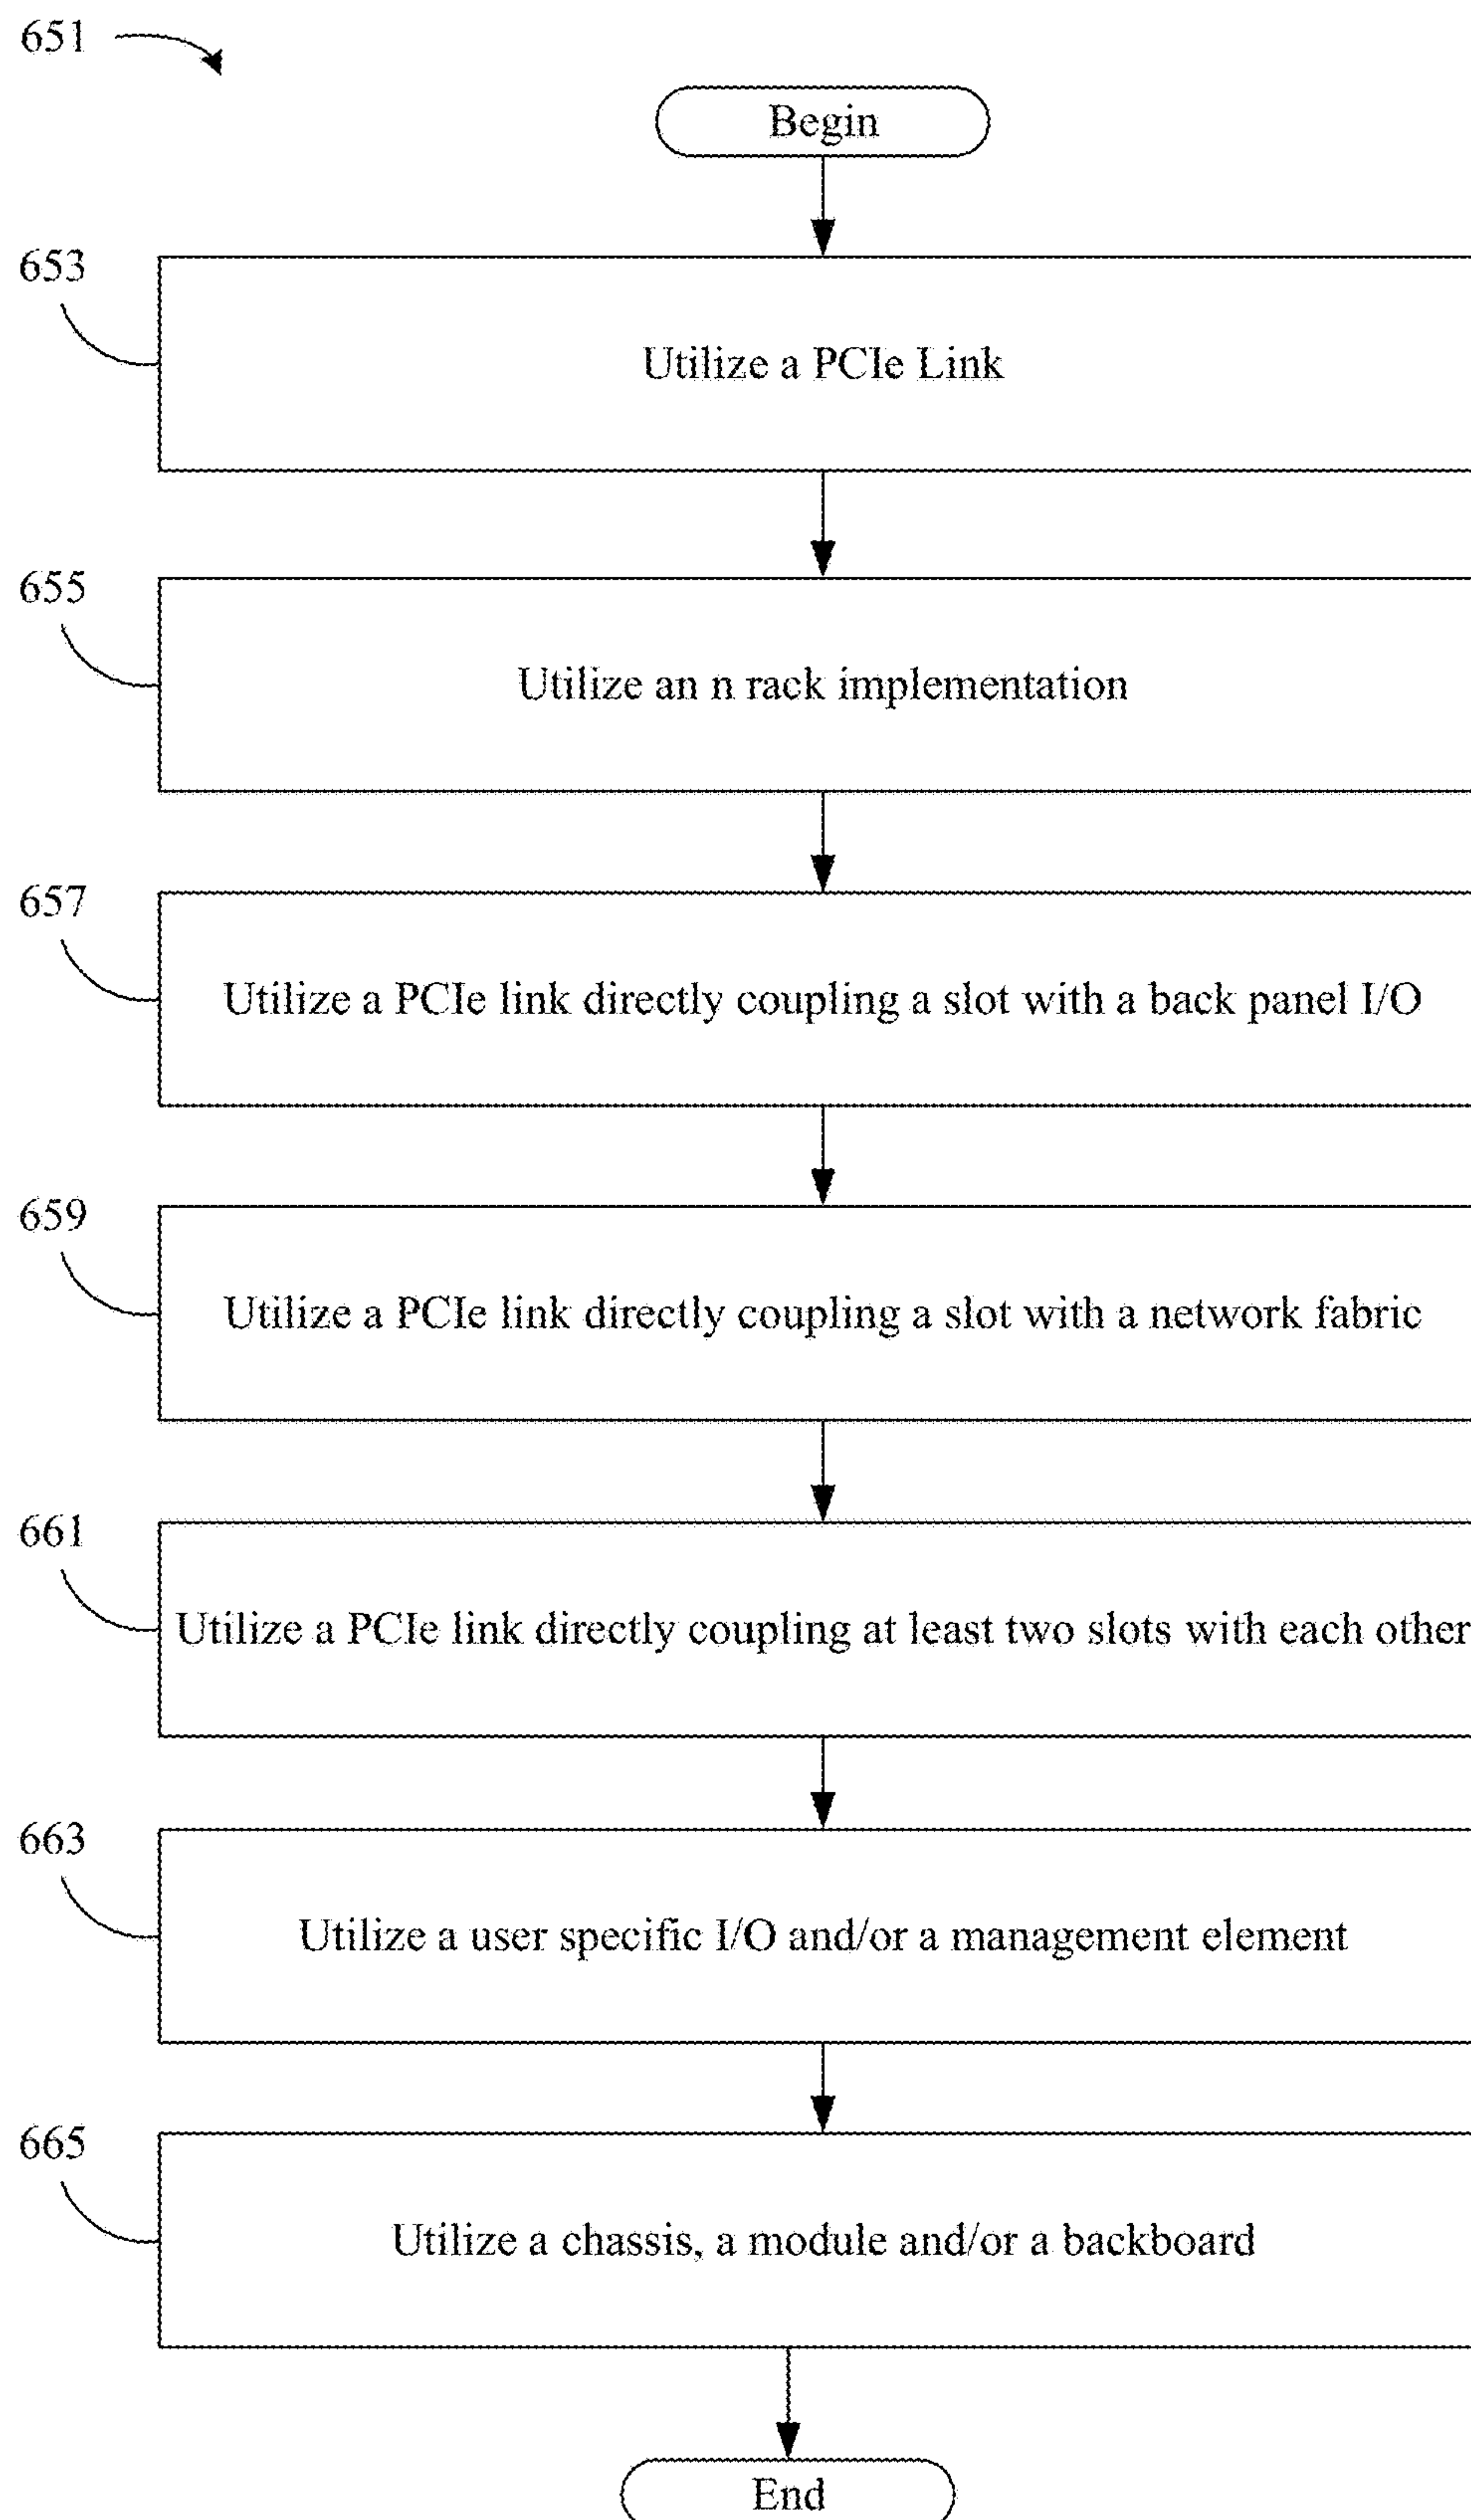 651
Begin
653
Utilize a PCIe Link
655
Utilize an n rack implementation
657
Utilize a PCIe link directly coupling a slot with a back panel I/O
659
Utilize a PCIe link directly coupling a slot with a network fabric
661
Utilize a PCIe link directly coupling at least two slots with each other
663
Utilize a user specific I/O and/or a management element
665
Utilize a chassis, a module and/or a backboard
End